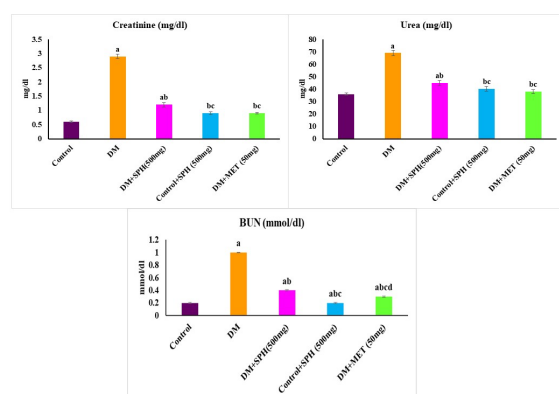 Creatinine (mg/dl)
3.5
3
2.5
2
1.5
1
0.5
0
mg/dl
a
ab
bc
bc
Control
DM
DM+SPH(500mg)
Control+SPH (500mg)
DM+MET (50mg)
Urea (mg/dl)
80
70
60
50
40
30
20
10
0
mg/dl
a
ab
bc
bc
Control
DM
DM+SPH(500mg)
Control+SPH (500mg)
DM+MET (50mg)
BUN (mmol/dl)
1.2
1
0.8
0.6
0.4
0.2
0
mmol/dl
a
ab
abc
abcd
Control
DM
DM+SPH(500mg)
Control+SPH (500mg)
DM+MET (50mg)